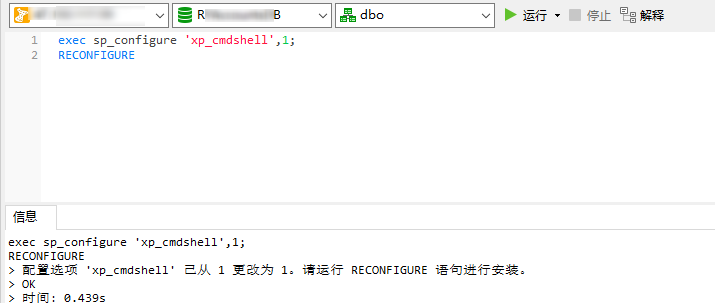 dbo
运行
停止
解释
1 exec sp_configure 'xp_cmdshell',1;
2 RECONFIGURE
信息
exec sp_configure 'xp_cmdshell',1;
RECONFIGURE
> 配置选项 'xp_cmdshell' 已从 1 更改为 1。请运行 RECONFIGURE 语句进行安装。
> OK
> 时间: 0.439s